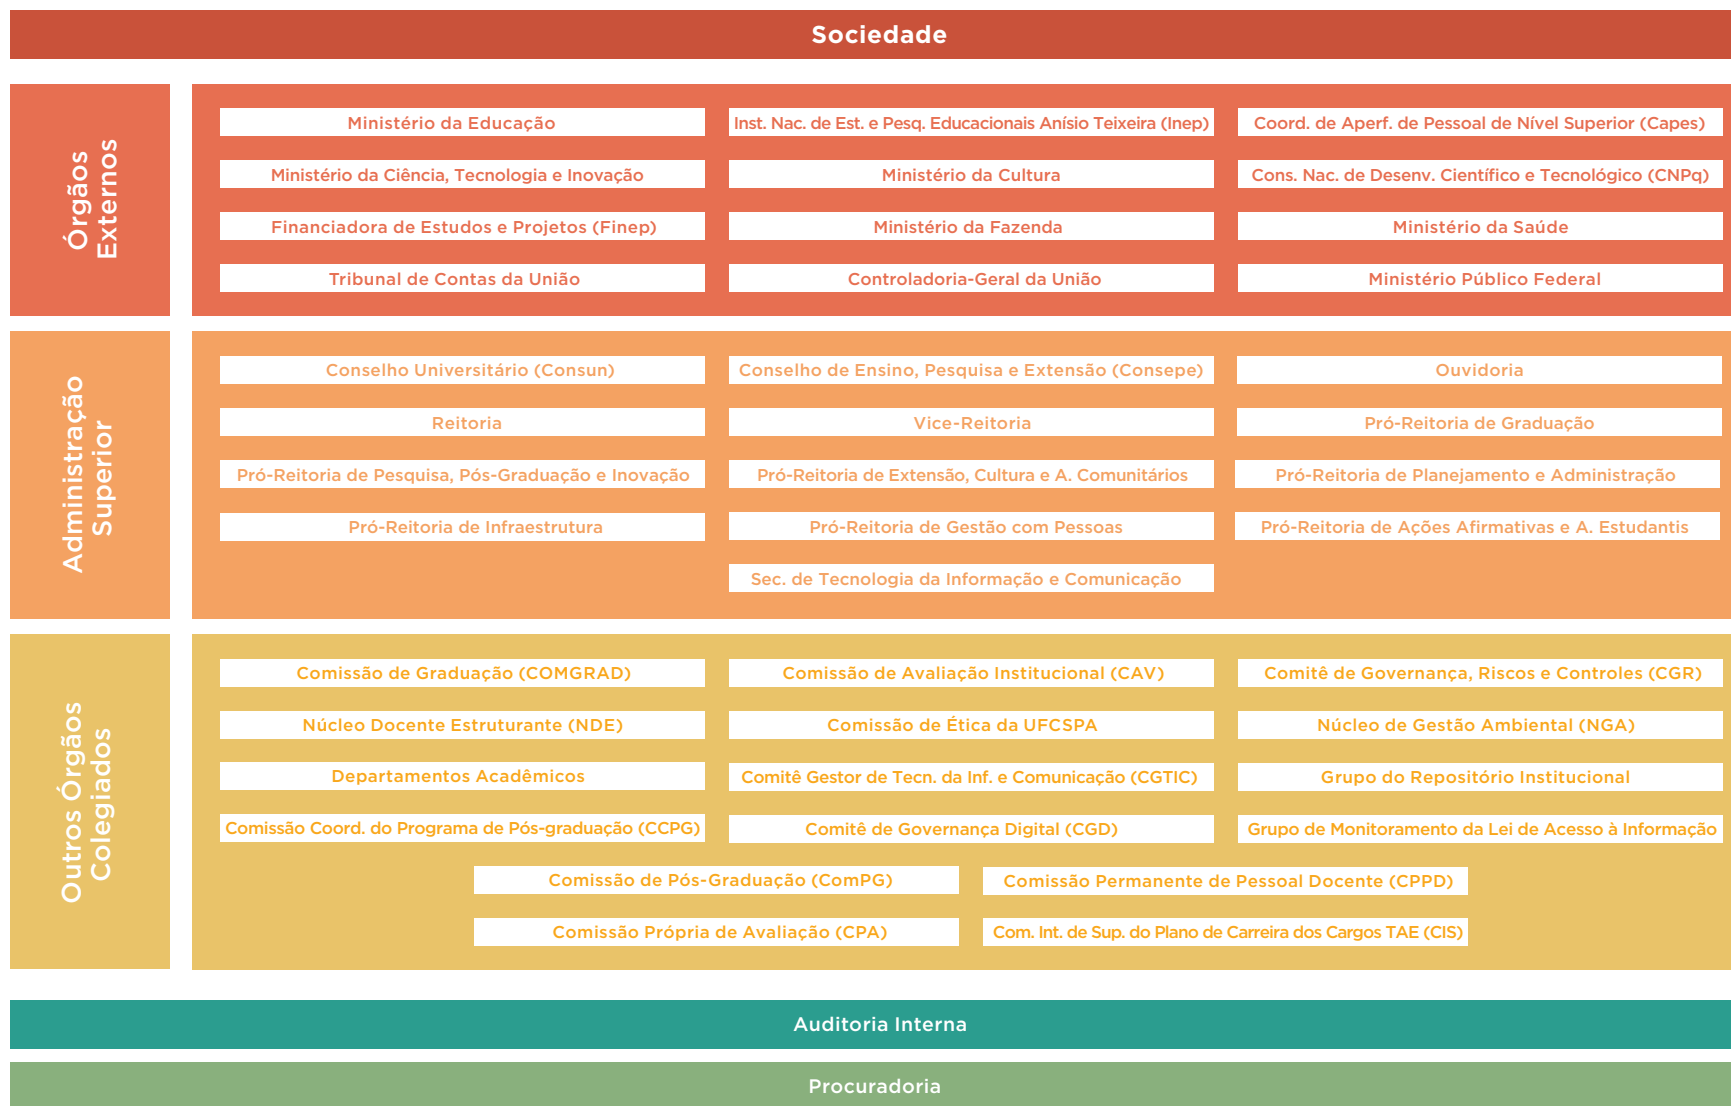 Sociedade
Órgãos
Externos
Ministério da Educação
Inst. Nac. de Est. e Pesq. Educacionais Anísio Teixeira (Inep)
Coord. de Aperf. de Pessoal de Nível Superior (Capes)
Ministério da Ciência, Tecnologia e Inovação
Ministério da Cultura
Cons. Nac. de Desenv. Científico e Tecnológico (CNPq)
Financiadora de Estudos e Projetos (Finep)
Ministério da Fazenda
Ministério da Saúde
Tribunal de Contas da União
Controladoria-Geral da União
Ministério Público Federal
Administração
Superior
Conselho Universitário (Consun)
Conselho de Ensino, Pesquisa e Extensão (Consepe)
Ouvidoria
Reitoria
Vice-Reitoria
Pró-Reitoria de Graduação
Pró-Reitoria de Pesquisa, Pós-Graduação e Inovação
Pró-Reitoria de Extensão, Cultura e A. Comunitários
Pró-Reitoria de Planejamento e Administração
Pró-Reitoria de Infraestrutura
Pró-Reitoria de Gestão com Pessoas
Pró-Reitoria de Ações Afirmativas e A. Estudantis
Sec. de Tecnologia da Informação e Comunicação
Outros Órgãos
Colegiados
Comissão de Graduação (COMGRAD)
Comissão de Avaliação Institucional (CAV)
Comitê de Governança, Riscos e Controles (CGR)
Núcleo Docente Estruturante (NDE)
Comissão de Ética da UFCSPA
Núcleo de Gestão Ambiental (NGA)
Departamentos Acadêmicos
Comitê Gestor de Tecn. da Inf. e Comunicação (CGTIC)
Grupo do Repositório Institucional
Comissão Coord. do Programa de Pós-graduação (CCPG)
Comitê de Governança Digital (CGD)
Grupo de Monitoramento da Lei de Acesso à Informação
Comissão de Pós-Graduação (ComPG)
Comissão Permanente de Pessoal Docente (CPPD)
Comissão Própria de Avaliação (CPA)
Com. Int. de Sup. do Plano de Carreira dos Cargos TAE (CIS)
Auditoria Interna
Procuradoria